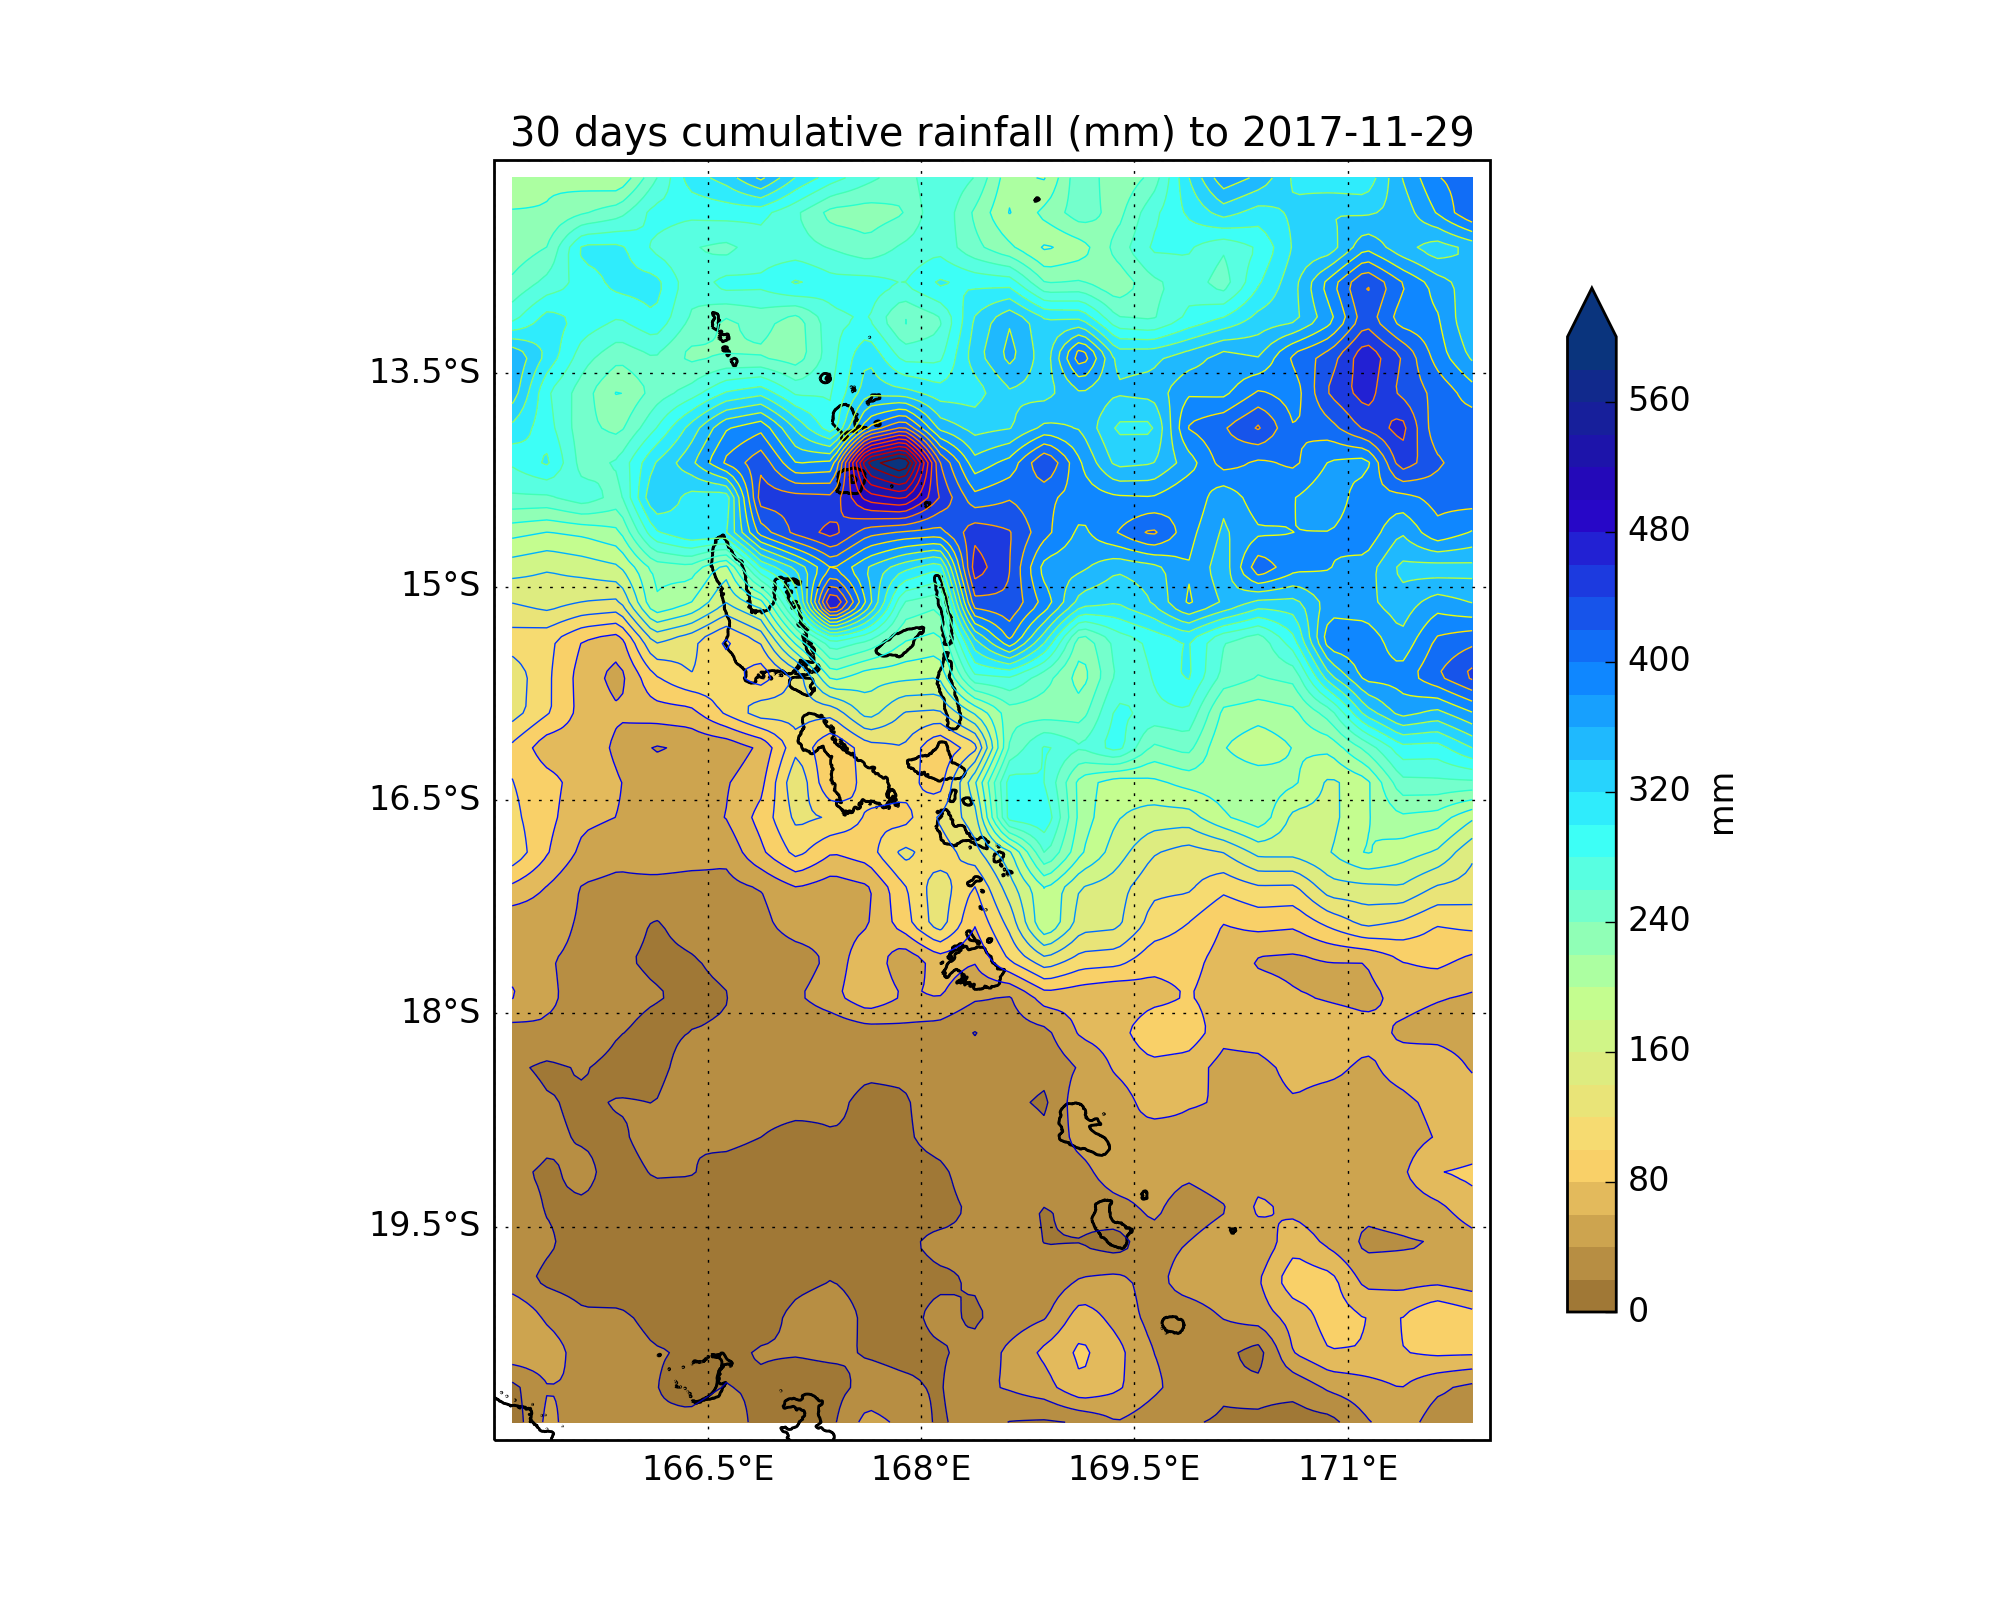 30 days cumulative rainfall (mm) to 2017-11-29
13.5°S
15°S
16.5°S
18°S
19.5°S
166.5°E
168°E
169.5°E
171°E
560
480
400
320
240
160
80
0
mm